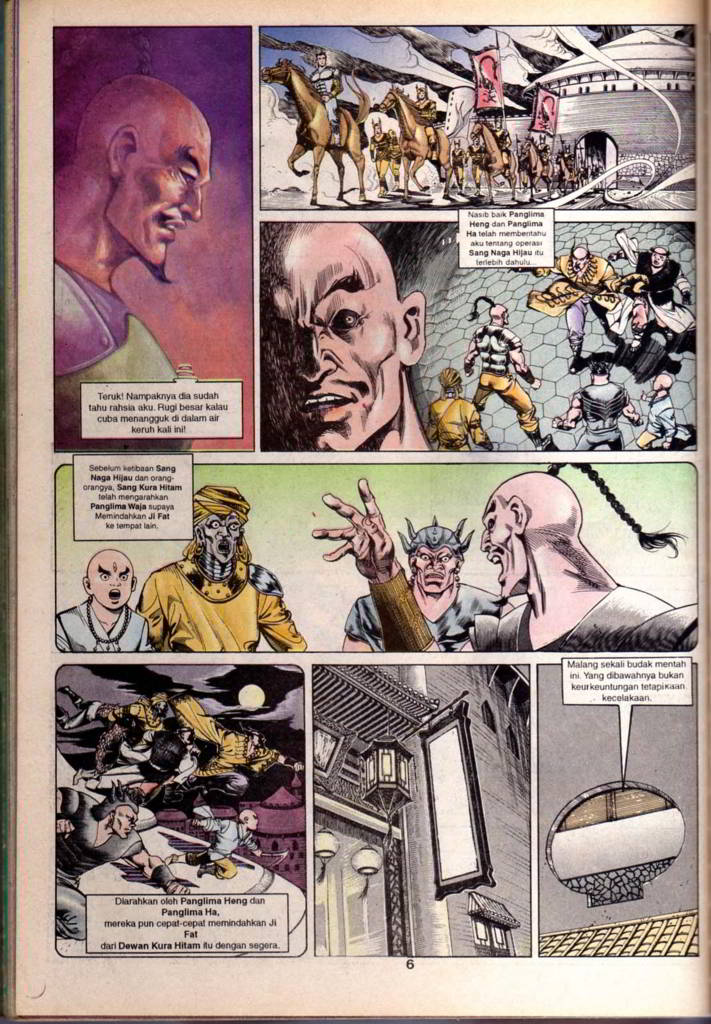 Teruk! Nampaknya dia sudah
tahu rahsia aku. Rugi besar kalau
cuba menangguk di dalam air
keruh kali ini!
Nasib baik Panglima
Heng dan Panglima
Ha telah memberitahu
aku tentang operasi
Sang Naga Hijau itu
terlebih dahulu...
Sebelum ketibaan Sang
Naga Hijau dan orang-
orangya, Sang Kura Hitam
telah mengarahkan
Panglima Waja supaya
Memindahkan Ji Fat
ke tempat lain.
Diarahkan oleh Panglima Heng dan
Panglima Ha,
mereka pun cepat-cepat memindahkan Ji
Fat
dari Dewan Kura Hitam itu dengan segera.
Malang sekali budak mentah
ini. Yang dibawahnya bukan
keurkeuntungan tetapikaan
kecelakaan.
6